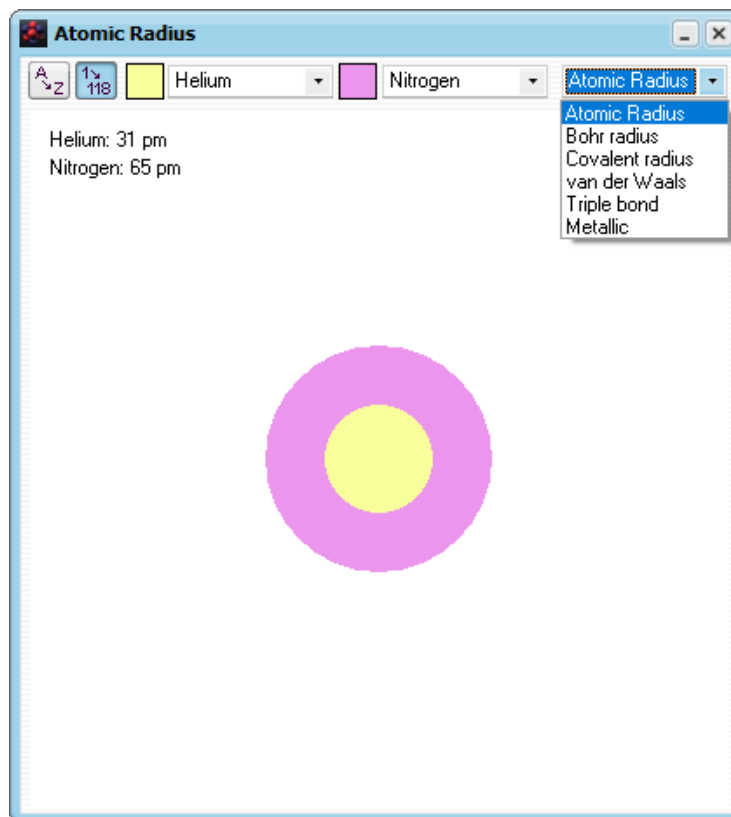 Atomic Radius
A Z 1 118 Helium Nitrogen Atomic Radius
Atomic Radius
Bohr radius
Covalent radius
van der Waals
Triple bond
Metallic
Helium: 31 pm
Nitrogen: 65 pm